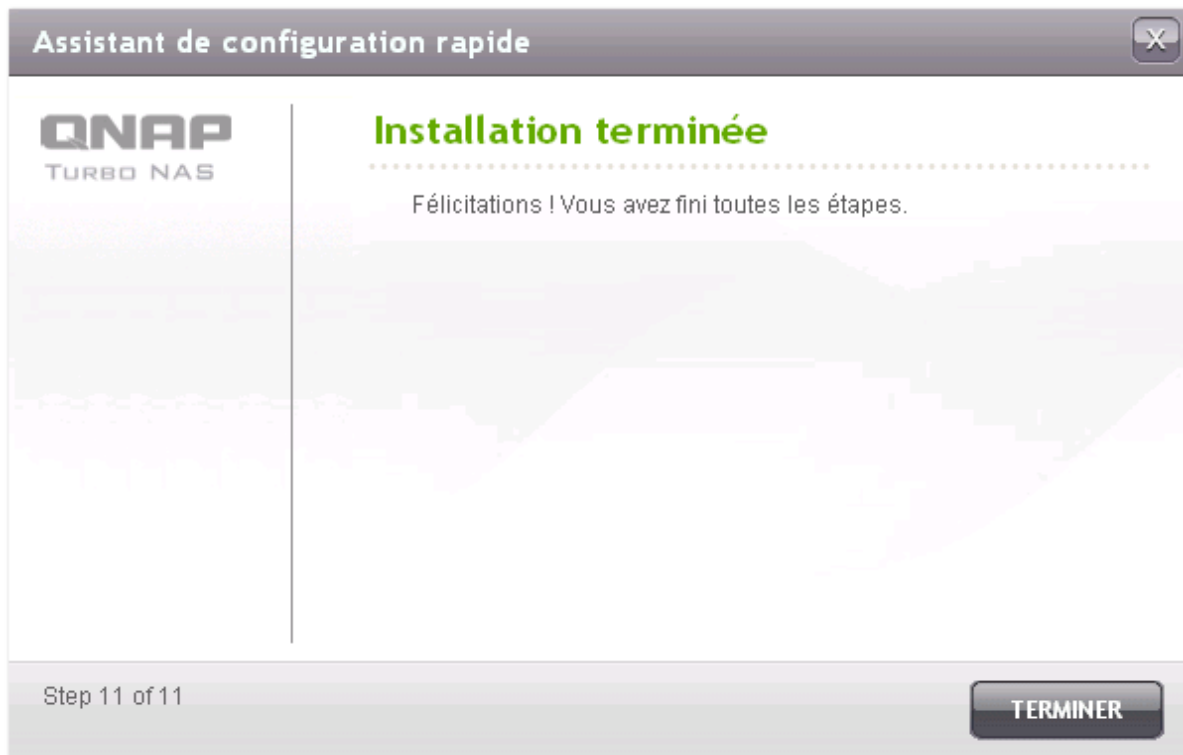 Assistant de configuration rapide
X
QNAP
TURBO NAS
Installation terminée
Félicitations ! Vous avez fini toutes les étapes.
Step 11 of 11
TERMINER